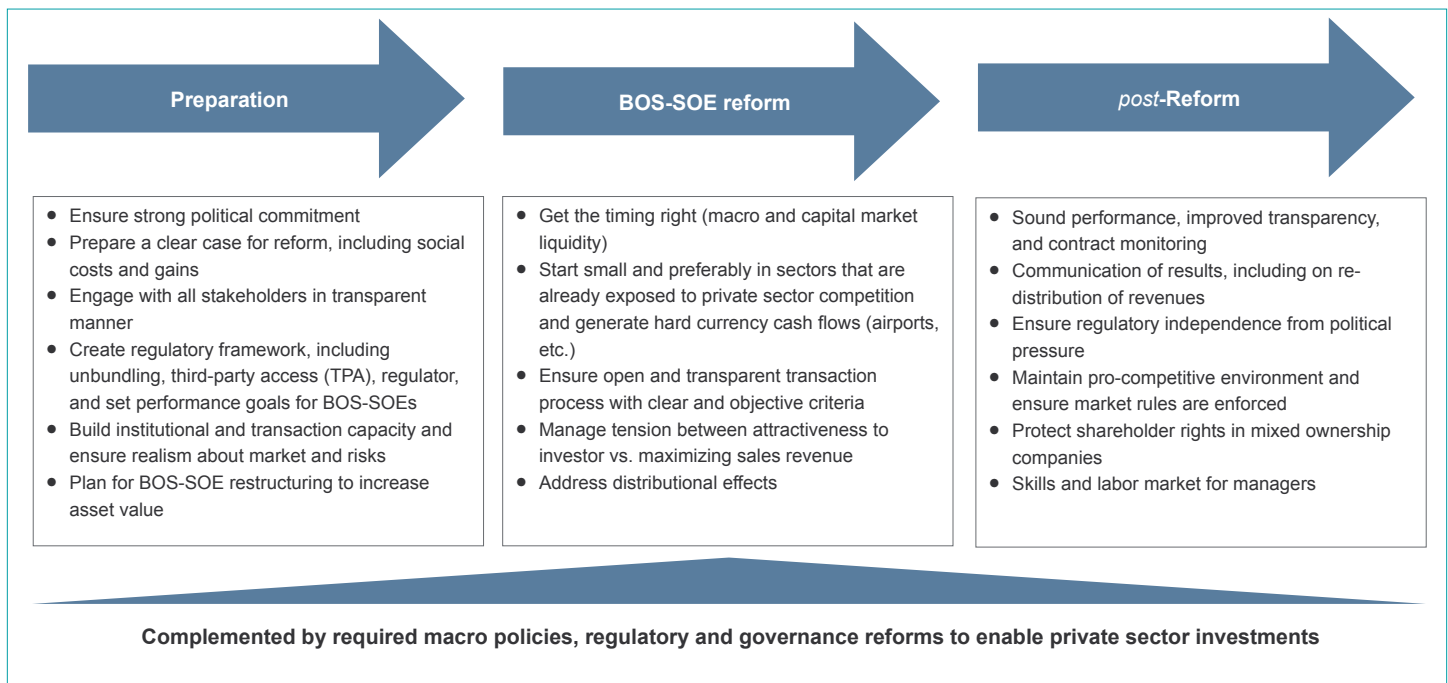 Preparation
BOS-SOE reform
post-Reform
● Ensure strong political commitment
● Prepare a clear case for reform, including social
costs and gains
● Engage with all stakeholders in transparent
manner
● Create regulatory framework, including
unbundling, third-party access (TPA), regulator,
and set performance goals for BOS-SOEs
● Build institutional and transaction capacity and
ensure realism about market and risks
● Plan for BOS-SOE restructuring to increase
asset value
● Get the timing right (macro and capital market
liquidity)
● Start small and preferably in sectors that are
already exposed to private sector competition
and generate hard currency cash flows (airports,
etc.)
● Ensure open and transparent transaction
process with clear and objective criteria
● Manage tension between attractiveness to
investor vs. maximizing sales revenue
● Address distributional effects
● Sound performance, improved transparency,
and contract monitoring
● Communication of results, including on re-
distribution of revenues
● Ensure regulatory independence from political
pressure
● Maintain pro-competitive environment and
ensure market rules are enforced
● Protect shareholder rights in mixed ownership
companies
● Skills and labor market for managers
Complemented by required macro policies, regulatory and governance reforms to enable private sector investments